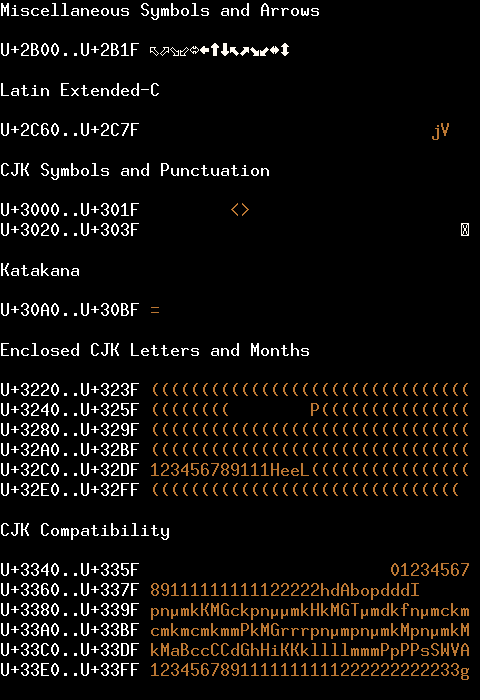 Miscellaneous Symbols and Arrows
U+2B00..U+2B1F ⬁⬀⬂⬃⬄⬅⬆⬇⬉⬈⬊⬋⬌⬍
Latin Extended-C
U+2C60..U+2C7F jV
CJK Symbols and Punctuation
U+3000..U+301F <>
U+3020..U+303F
Katakana
U+30A0..U+30BF =
Enclosed CJK Letters and Months
U+3220..U+323F ((((((((((((((((((((((((((((((((
U+3240..U+325F (((((((( P(((((((((((((((
U+3280..U+329F ((((((((((((((((((((((((((((((((
U+32A0..U+32BF ((((((((((((((((((((((((((((((((
U+32C0..U+32DF 123456789111HeeL((((((((((((((((
U+32E0..U+32FF (((((((((((((((((((((((((((((((
CJK Compatibility
U+3340..U+335F 01234567
U+3360..U+337F 89111111111122222hdAbopdddI
U+3380..U+339F pnµmkKMGckpnµµmkHkMGTµmdkfnµmckm
U+33A0..U+33BF cmkmcmkmmPkMGrrrpnµmpnµmkMpnµmkM
U+33C0..U+33DF kMaBccCCdGhHiKKkllllmmmPpPPsSWVA
U+33E0..U+33FF 1234567891111111111222222222233g